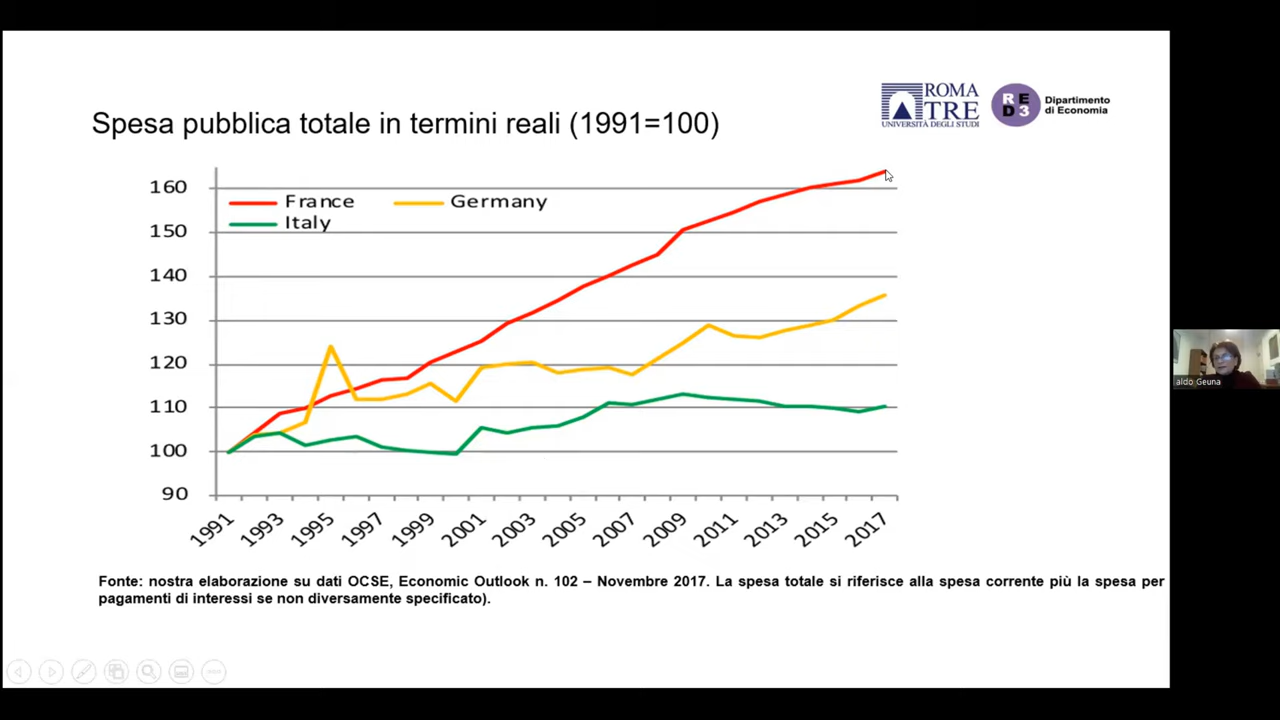 ROMA
TRE
UNIVERSITÀ DEGLI STUDI
R E
D 3
Dipartimento
di Economia
Spesa pubblica totale in termini reali (1991=100)
160
150
140
130
120
110
100
90
France
Germany
Italy
1991
1993
1995
1997
1999
2001
2003
2005
2007
2009
2011
2013
2015
2017
aldo Geuna
Fonte: nostra elaborazione su dati OCSE, Economic Outlook n. 102 – Novembre 2017. La spesa totale si riferisce alla spesa corrente più la spesa per
pagamenti di interessi se non diversamente specificato).